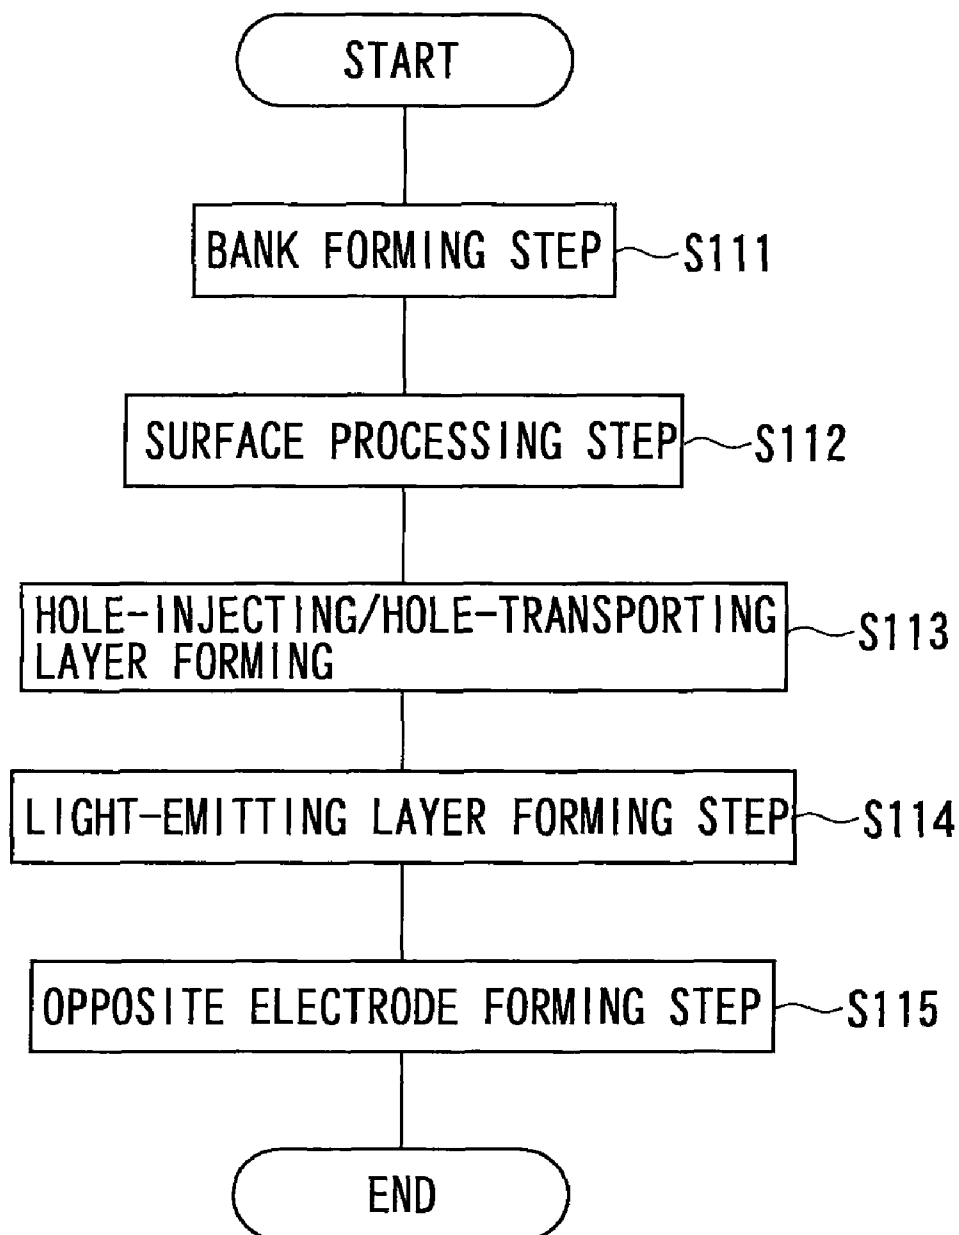 START
BANK FORMING STEP
S111
SURFACE PROCESSING STEP
S112
HOLE-INJECTING/HOLE-TRANSPORTING
LAYER FORMING
S113
LIGHT-EMITTING LAYER FORMING STEP
S114
OPPOSITE ELECTRODE FORMING STEP
S115
END